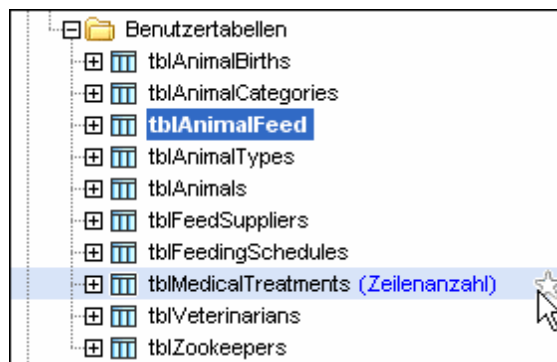 Benutzertabellen
tblAnimalBirths
tblAnimalCategories
tblAnimalFeed
tblAnimalTypes
tblAnimals
tblFeedSuppliers
tblFeedingSchedules
tblMedicalTreatments (Zeilenanzahl)
tblVeterinarians
tblZookeepers